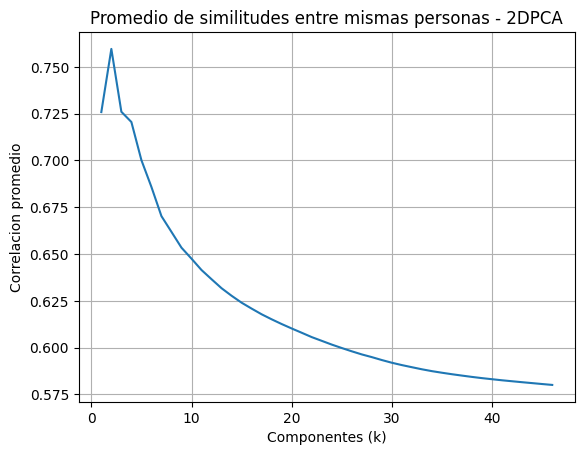 Promedio de similitudes entre mismas personas - 2DPCA
Correlacion promedio
0.750
0.725
0.700
0.675
0.650
0.625
0.600
0.575
0 10 20 30 40
Componentes (k)